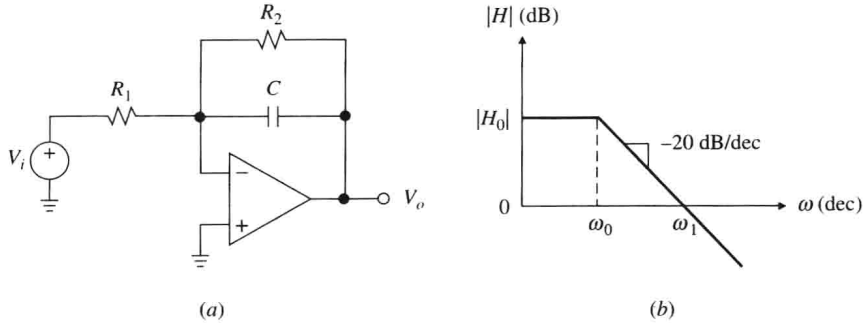 R₂
C
R₁
Vᵢ
+
−
+
Vₒ
(a)
|H| (dB)
|H₀|
−20 dB/dec
0
ω₀
ω₁
ω (dec)
(b)